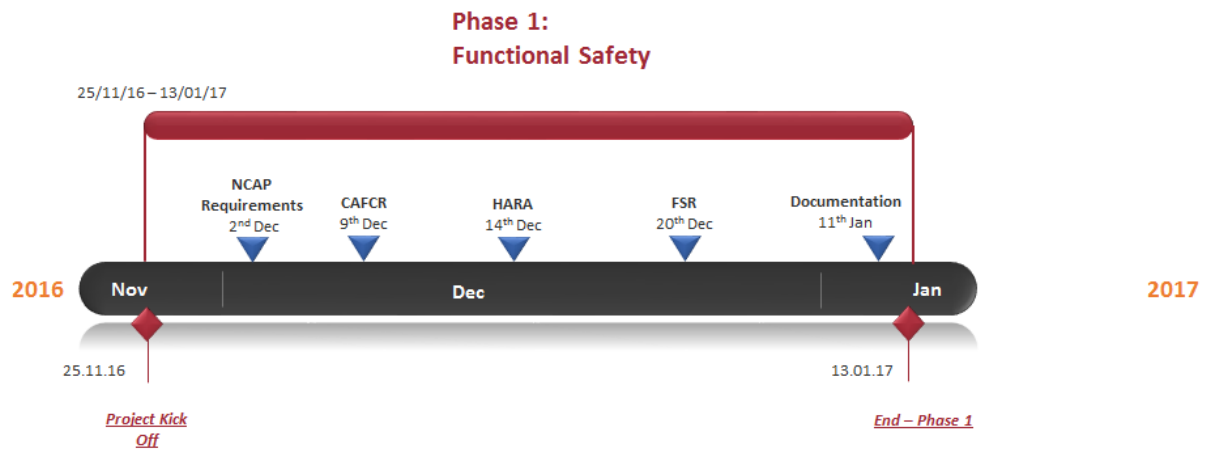 Phase 1:
Functional Safety
25/11/16 – 13/01/17
NCAP
Requirements
2nd Dec
CAFCR
9th Dec
HARA
14th Dec
FSR
20th Dec
Documentation
11th Jan
2016
Nov
Dec
Jan
2017
25.11.16
13.01.17
Project Kick
Off
End – Phase 1